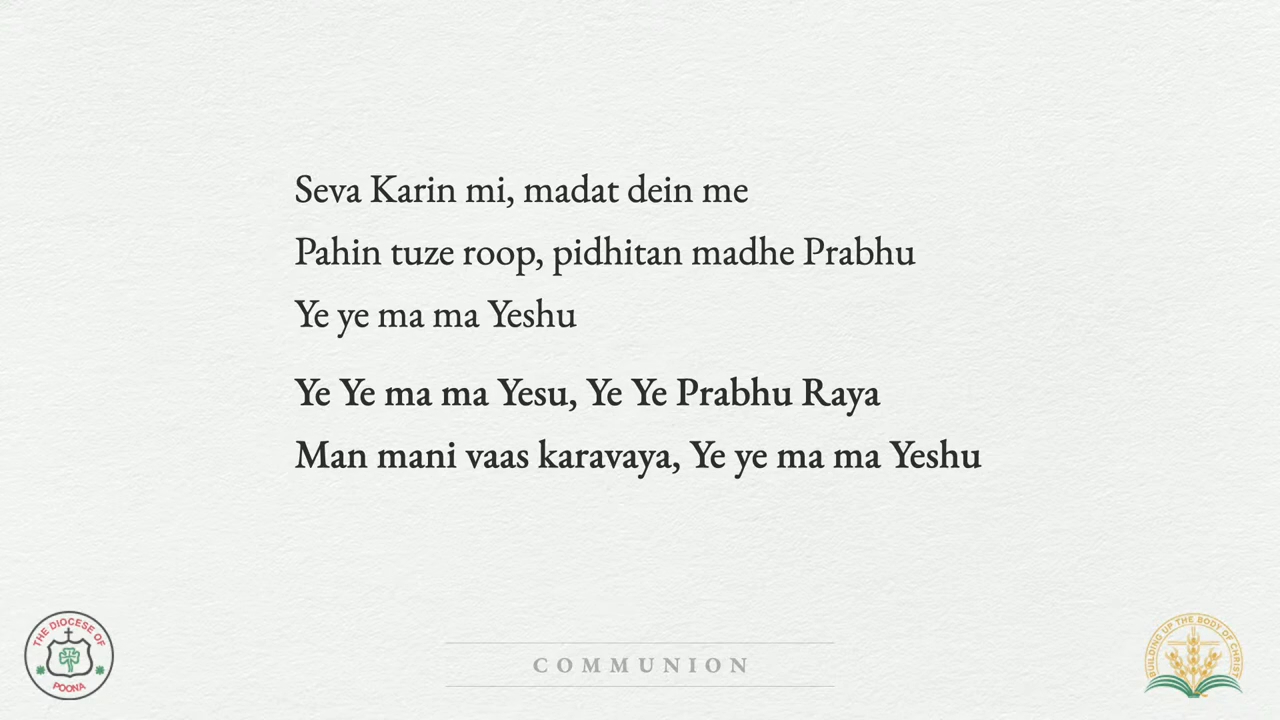 Seva Karin mi, madat dein me
Pahin tuze roop, pidhitan madhe Prabhu
Ye ye ma ma Yeshu
Ye Ye ma ma Yesu, Ye Ye Prabhu Raya
Man mani vaas karavaya, Ye ye ma ma Yeshu
THE DIOCESE OF
POONA
COMMUNION
BUILDING UP THE BODY OF CHRIST